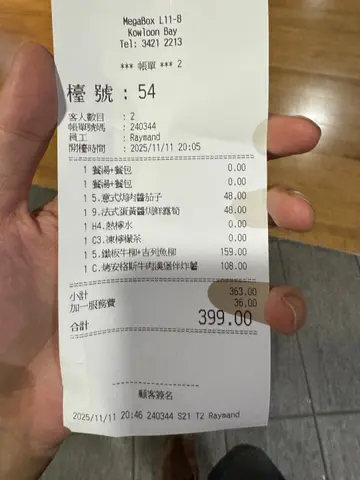 MegaBox L11-8
Kowloon Bay
Tel: 3421 2213
*** 帳單 *** 2
檯號 : 54
客人數目 : 2
帳單號碼 : 240344
員工 : Raymand
開檯時間 : 2025/11/11 20:05
1 餐湯+餐包 0.00
1 餐湯+餐包 0.00
1 5.意式焗肉醬茄子 48.00
1 9.法式蛋黃醬焗鮮露筍 48.00
1 H4.熱檸水 0.00
1 C3.凍檸檬茶 0.00
1 5.鐵板牛柳+吉列魚柳 159.00
1 C.烤安格斯牛肉漢堡伴炸薯 108.00
小計 363.00
加一服務費 36.00
合計 399.00
顧客簽名
2025/11/11 20:46 240344 S21 T2 Raymand